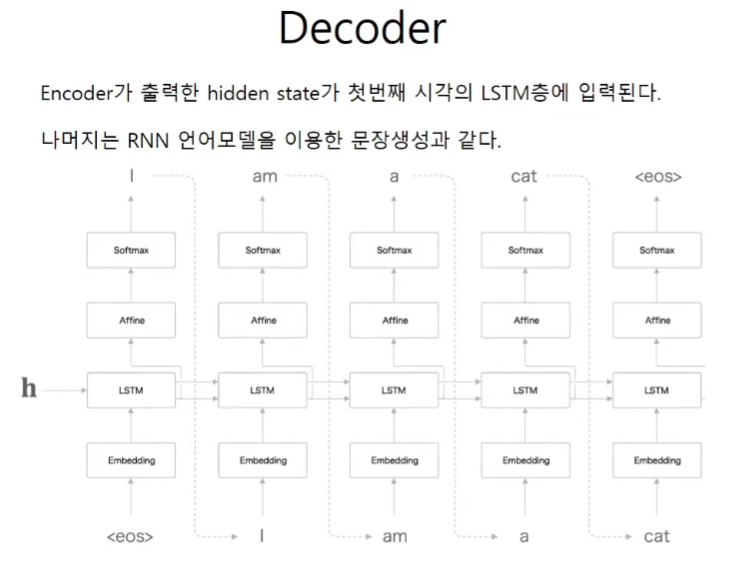 Decoder
Encoder가 출력한 hidden state가 첫번째 시각의 LSTM층에 입력된다.
나머지는 RNN 언어모델을 이용한 문장생성과 같다.
I am a cat <eos>
Softmax Softmax Softmax Softmax Softmax
Affine Affine Affine Affine Affine
h LSTM LSTM LSTM LSTM LSTM
Embedding Embedding Embedding Embedding Embedding
<eos> I am a cat